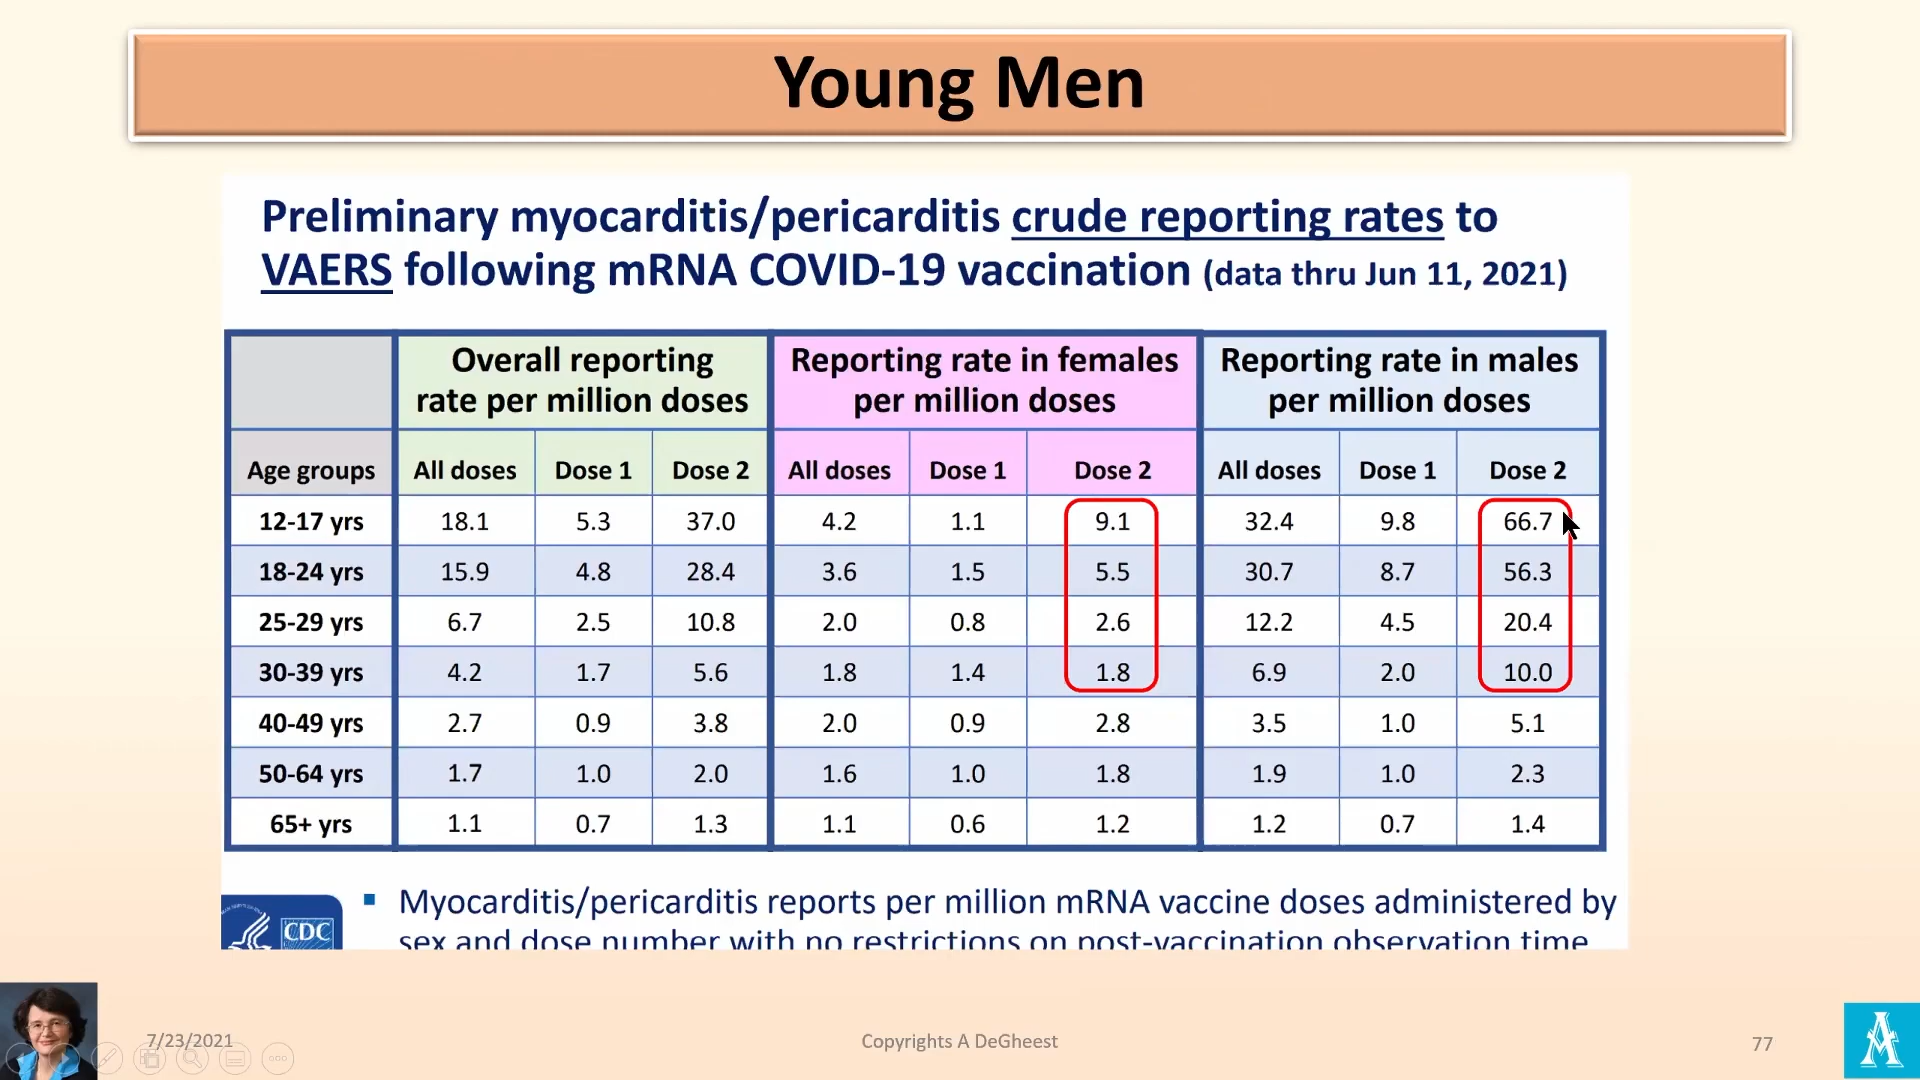 Young Men
Preliminary myocarditis/pericarditis crude reporting rates to
VAERS following mRNA COVID-19 vaccination (data thru Jun 11, 2021)
Overall reporting
rate per million doses
Reporting rate in females
per million doses
Reporting rate in males
per million doses
Age groups All doses Dose 1 Dose 2 All doses Dose 1 Dose 2 All doses Dose 1 Dose 2
12-17 yrs 18.1 5.3 37.0 4.2 1.1 9.1 32.4 9.8 66.7
18-24 yrs 15.9 4.8 28.4 3.6 1.5 5.5 30.7 8.7 56.3
25-29 yrs 6.7 2.5 10.8 2.0 0.8 2.6 12.2 4.5 20.4
30-39 yrs 4.2 1.7 5.6 1.8 1.4 1.8 6.9 2.0 10.0
40-49 yrs 2.7 0.9 3.8 2.0 0.9 2.8 3.5 1.0 5.1
50-64 yrs 1.7 1.0 2.0 1.6 1.0 1.8 1.9 1.0 2.3
65+ yrs 1.1 0.7 1.3 1.1 0.6 1.2 1.2 0.7 1.4
CDC
▪ Myocarditis/pericarditis reports per million mRNA vaccine doses administered by
sex and dose number with no restrictions on post-vaccination observation time
7/23/2021
Copyrights A DeGheest
77
A